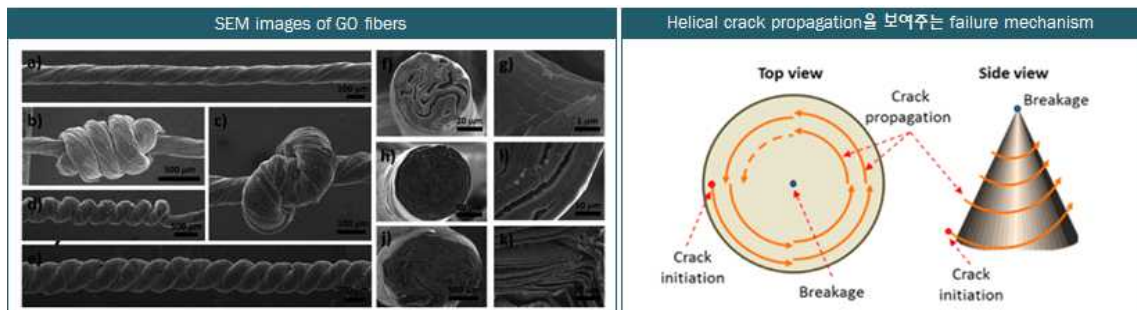 SEM images of GO fibers
a)
b)
c)
d)
f)
g)
h)
i)
j)
k)
500 μm
1 μm
Helical crack propagation을 보여주는 failure mechanism
Top view
Side view
Crack
propagation
Breakage
Crack
initiation
Breakage
Crack
initiation